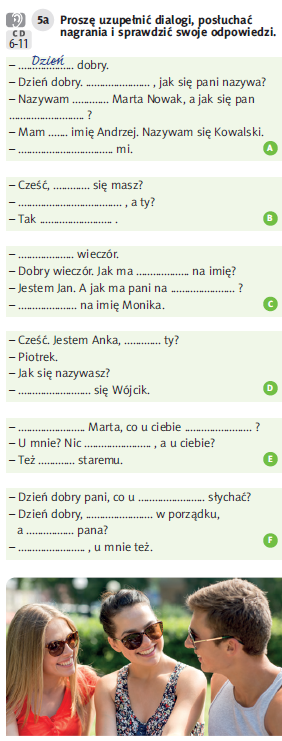 CD
6-11
5a Proszę uzupełnić dialogi, posłuchać
nagrania i sprawdzić swoje odpowiedzi.
– ...Dzień... dobry.
– Dzień dobry. ..................... , jak się pani nazywa?
– Nazywam ............ Marta Nowak, a jak się pan
........................ ?
– Mam ....... imię Andrzej. Nazywam się Kowalski.
– ............................... mi.
A
– Cześć, ............ się masz?
– .................................. , a ty?
– Tak ........................ .
B
– .................. wieczór.
– Dobry wieczór. Jak ma .................. na imię?
– Jestem Jan. A jak ma pani na ..................... ?
– ................... na imię Monika.
C
– Cześć. Jestem Anka, ............ ty?
– Piotrek.
– Jak się nazywasz?
– ........................ się Wójcik.
D
– ...................... Marta, co u ciebie ...................... ?
– U mnie? Nic ...................... , a u ciebie?
– Też ............ staremu.
E
– Dzień dobry pani, co u ...................... słychać?
– Dzień dobry, ...................... w porządku,
a ................ pana?
– ...................... , u mnie też.
F